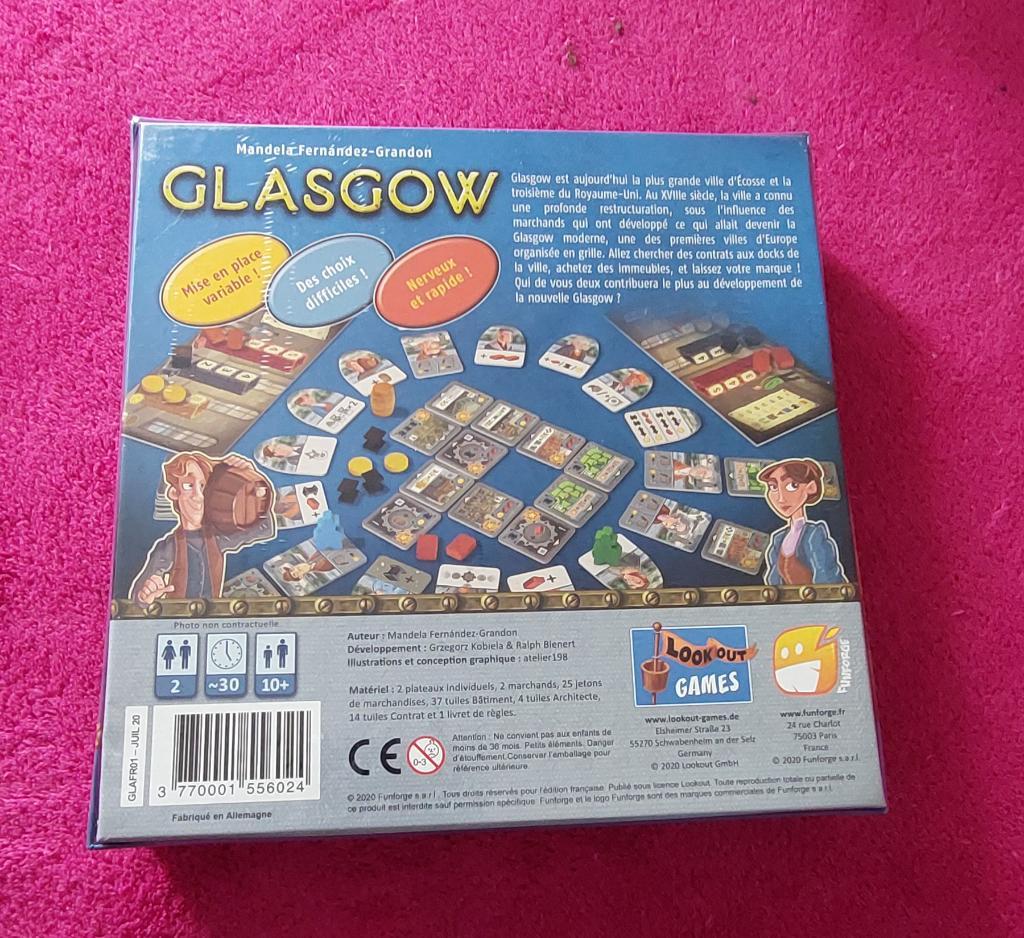 Mandela Fernández-Grandon
GLASGOW
Glasgow est aujourd'hui la plus grande ville d'Écosse et la
troisième du Royaume-Uni. Au XVIIIe siècle, la ville a connu
une profonde restructuration, sous l'influence des
marchands qui ont développé ce qui allait devenir la
Glasgow moderne, une des premières villes d'Europe
organisée en grille. Allez chercher des contrats aux docks de
la ville, achetez des immeubles, et laissez votre marque !
Qui de vous deux contribuera le plus au développement de
la nouvelle Glasgow ?
Mise en place
variable !
Des choix
difficiles !
Nerveux
et rapide !
Photo non contractuelle
2
~30
10+
Auteur : Mandela Fernández-Grandon
Développement : Grzegorz Kobiela & Ralph Bienert
Illustrations et conception graphique : atelier198
Matériel : 2 plateaux individuels, 2 marchands, 25 jetons
de marchandises, 37 tuiles Bâtiment, 4 tuiles Architecte,
14 tuiles Contrat et 1 livret de règles.
CE
0-3
Attention : Ne convient pas aux enfants de
moins de 36 mois. Petits éléments. Danger
d'étouffement.Conserver l'emballage pour
référence ultérieure.
LOOKOUT
GAMES
www.lookout-games.de
Elsheimer Straße 23
55270 Schwabenheim an der Selz
Germany
© 2020 Lookout GmbH
FUNFORGE
www.funforge.fr
24 rue Charlot
75003 Paris
France
© 2020 Funforge s.a.r.l.
GLAFR01 – JUIL 20
3 770001 556024
Fabriqué en Allemagne
© 2020 Funforge s.a.r.l. Tous droits réservés pour l'édition française. Publié sous licence Lookout. Toute reproduction totale ou partielle de
ce produit est interdite sauf permission spécifique. Funforge et le logo Funforge sont des marques commerciales de Funforge s.a.r.l.